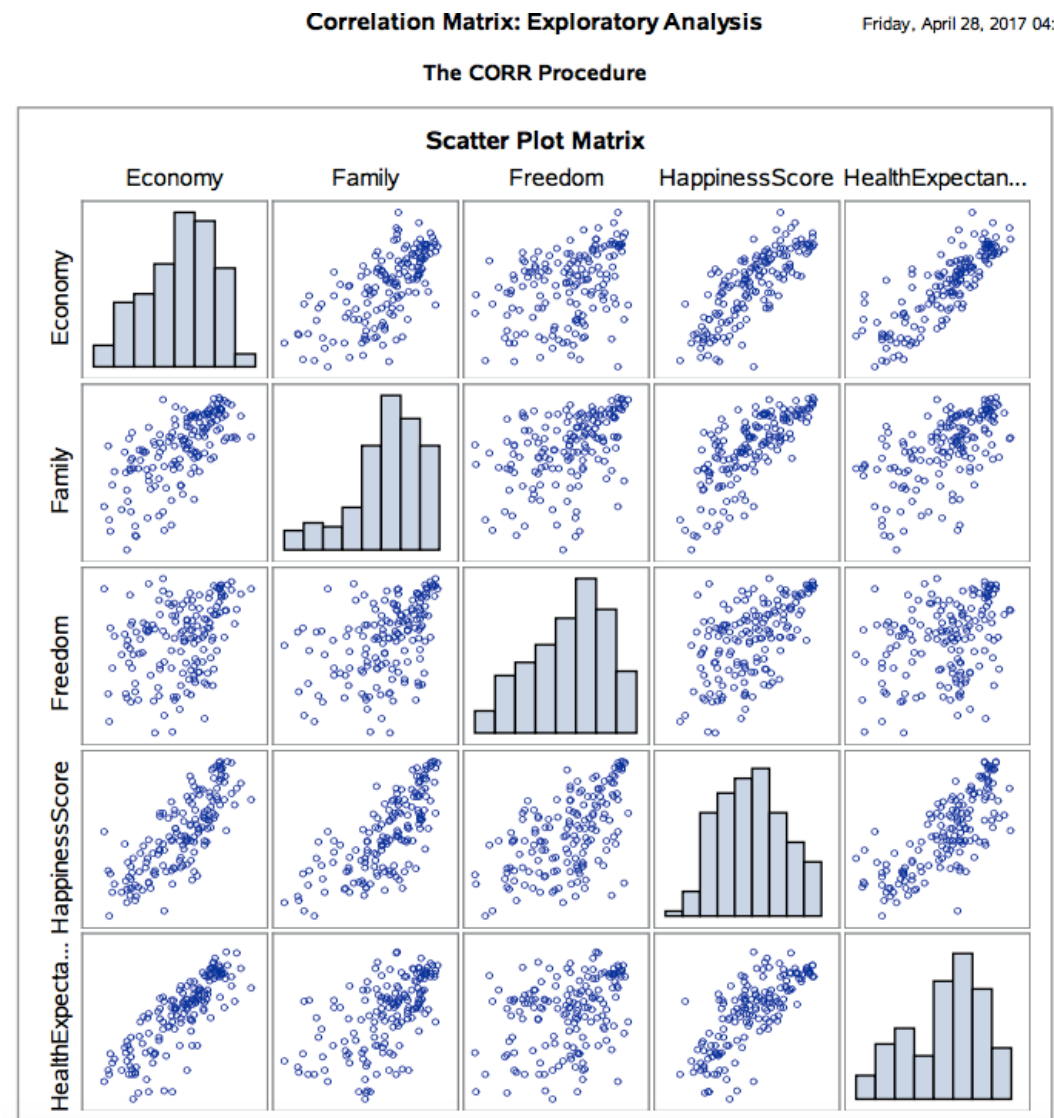 Correlation Matrix: Exploratory Analysis
Friday, April 28, 2017 04:
The CORR Procedure
Scatter Plot Matrix
Economy Family Freedom HappinessScore HealthExpectan...
Economy
Family
Freedom
HappinessScore
HealthExpecta...